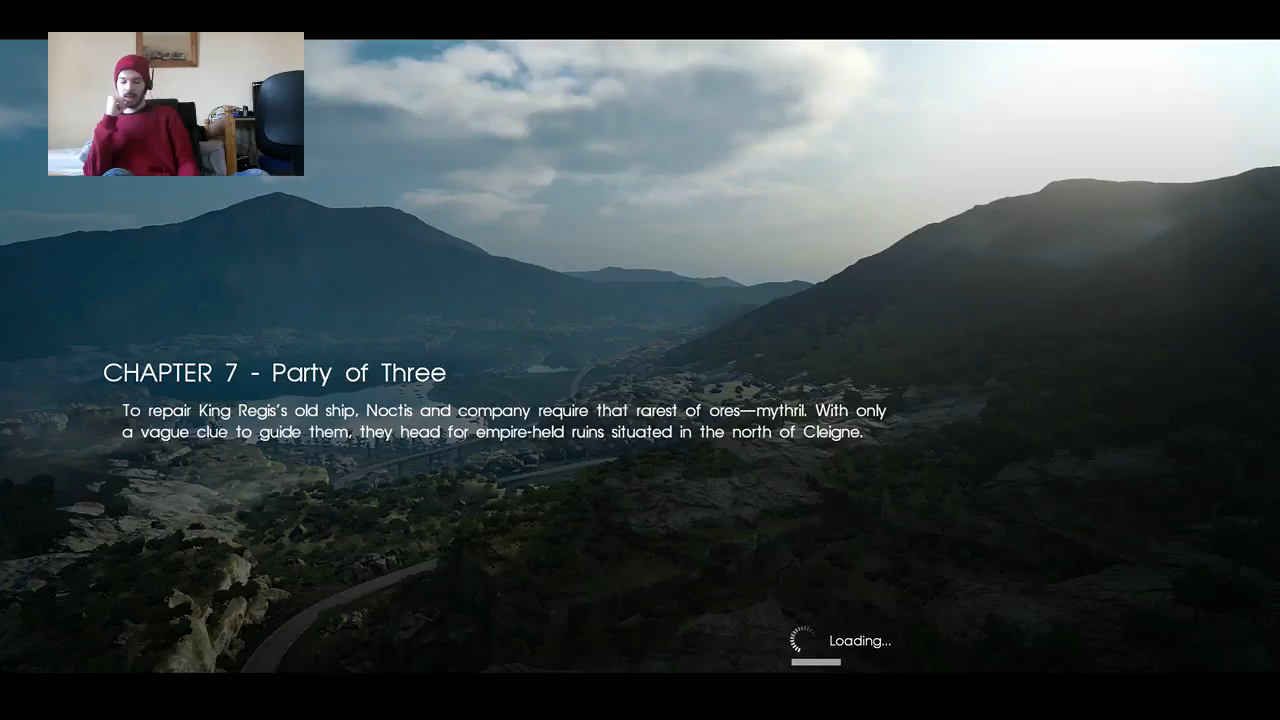 CHAPTER 7 - Party of Three
To repair King Regis's old ship, Noctis and company require that rarest of ores—mythril. With only
a vague clue to guide them, they head for empire-held ruins situated in the north of Cleigne.
Loading...